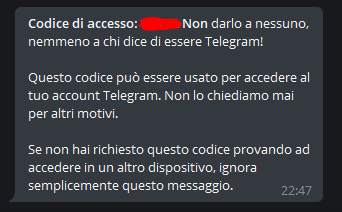 Codice di accesso: Non darlo a nessuno,
nemmeno a chi dice di essere Telegram!
Questo codice può essere usato per accedere al
tuo account Telegram. Non lo chiediamo mai
per altri motivi.
Se non hai richiesto questo codice provando ad
accedere in un altro dispositivo, ignora
semplicemente questo messaggio.
22:47